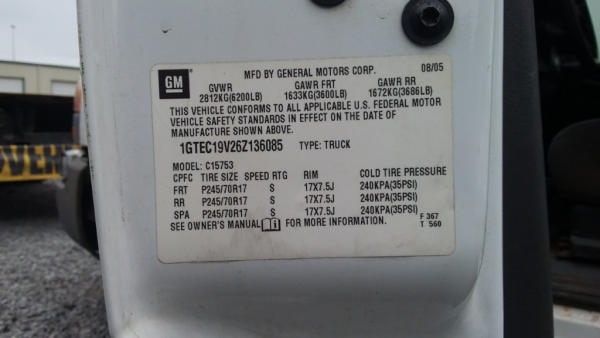 GM
MFD BY GENERAL MOTORS CORP. 08/05
GVWR GAWR FRT GAWR RR
2812KG(6200LB) 1633KG(3600LB) 1672KG(3686LB)
THIS VEHICLE CONFORMS TO ALL APPLICABLE U.S. FEDERAL MOTOR
VEHICLE SAFETY STANDARDS IN EFFECT ON THE DATE OF
MANUFACTURE SHOWN ABOVE.
1GTEC19V26Z136085 TYPE: TRUCK
MODEL: C15753
CPFC TIRE SIZE SPEED RTG RIM COLD TIRE PRESSURE
FRT P245/70R17 S 17X7.5J 240KPA(35PSI)
RR P245/70R17 S 17X7.5J 240KPA(35PSI)
SPA P245/70R17 S 17X7.5J 240KPA(35PSI)
SEE OWNER'S MANUAL FOR MORE INFORMATION.
F 367
T 560
OVER